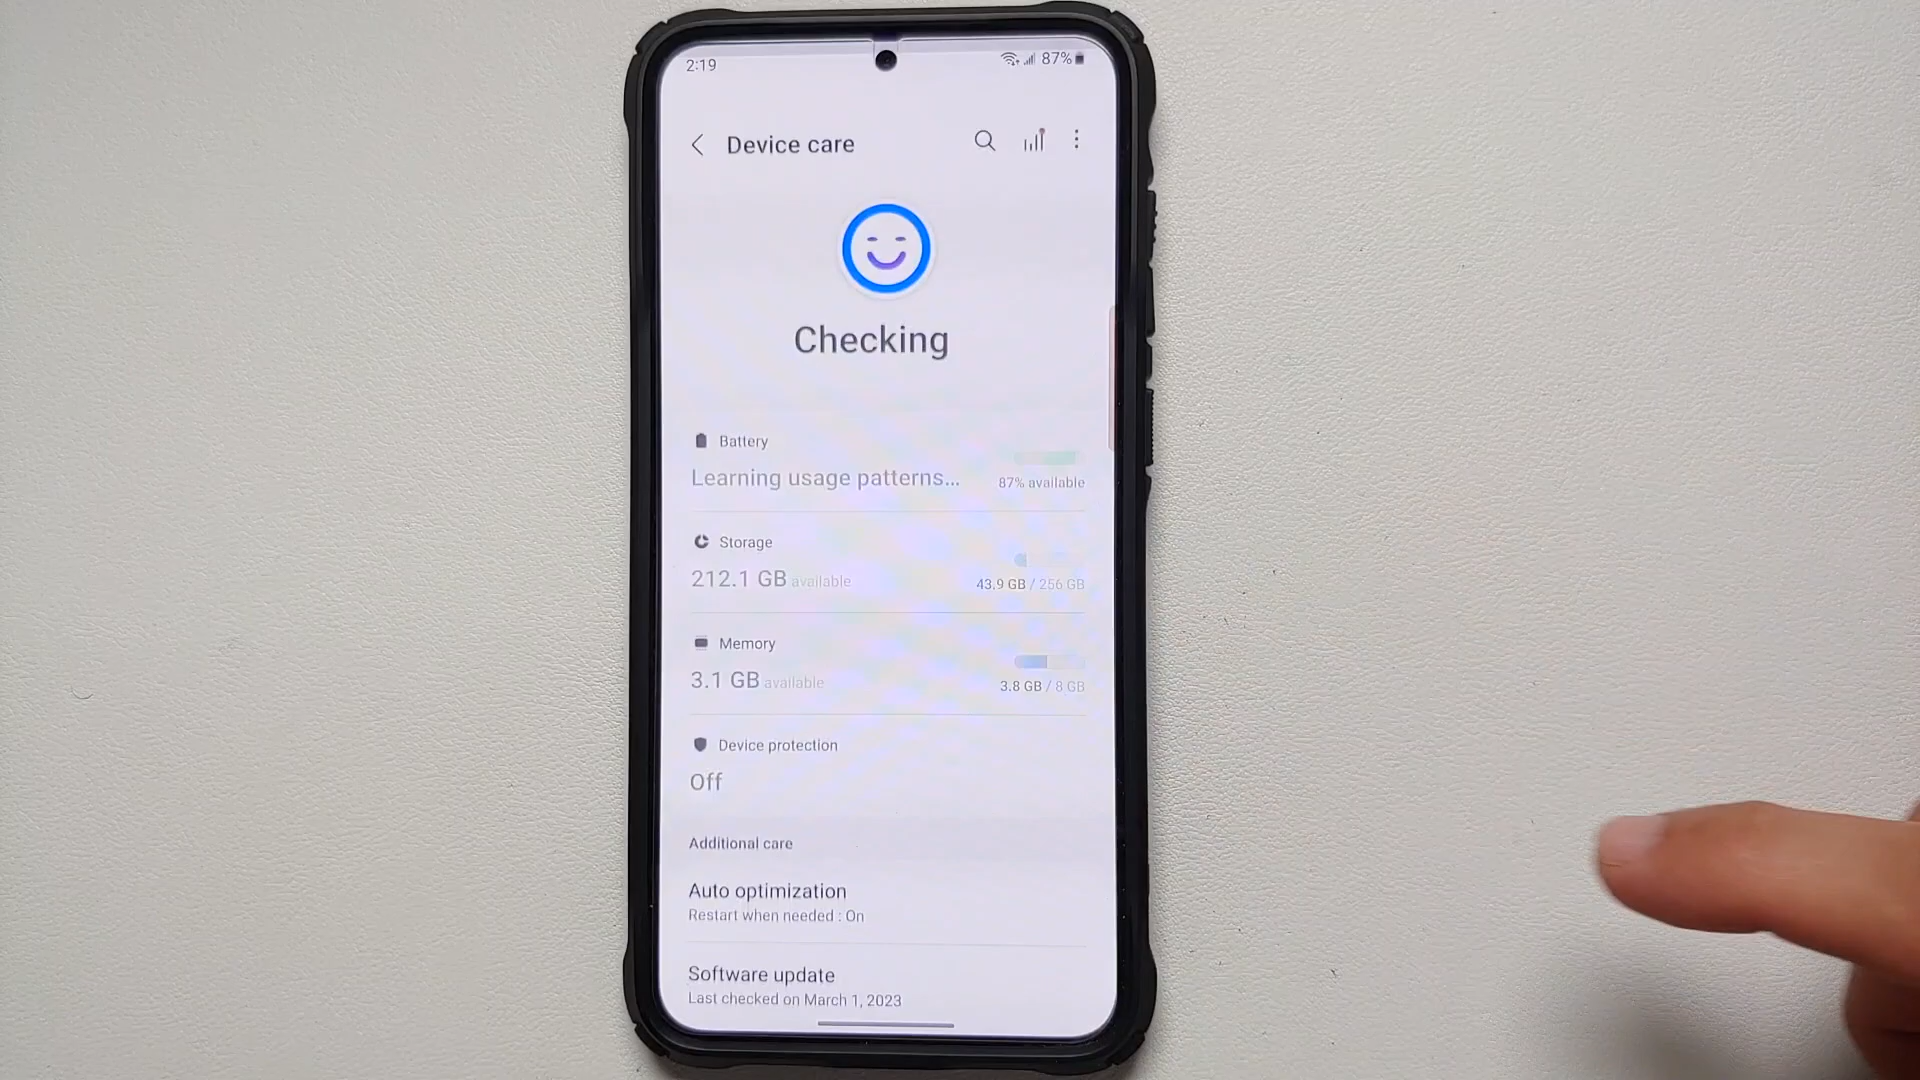 2:19
87%
Device care
Checking
Battery
Learning usage patterns...
87% available
Storage
212.1 GB available
43.9 GB / 256 GB
Memory
3.1 GB available
3.8 GB / 8 GB
Device protection
Off
Additional care
Auto optimization
Restart when needed : On
Software update
Last checked on March 1, 2023